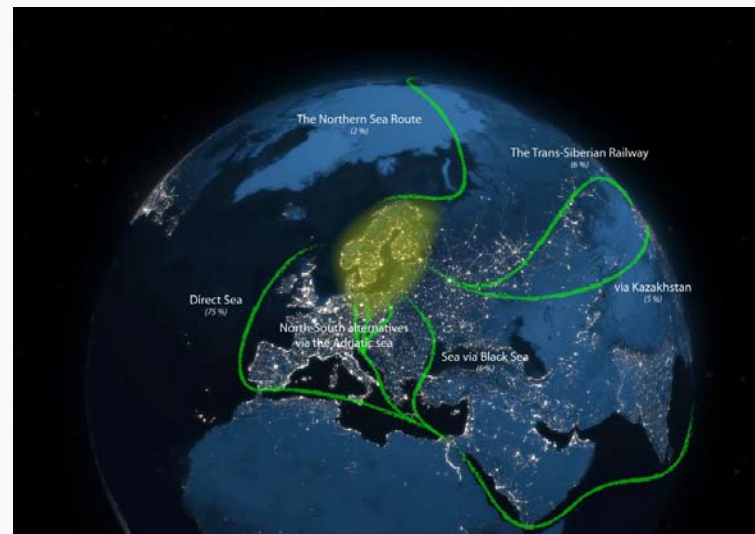 The Northern Sea Route
(2 %)
The Trans-Siberian Railway
(6 %)
Direct Sea
(75 %)
via Kazakhstan
(5 %)
North-South alternatives
via the Adriatic sea
Sea via Black Sea